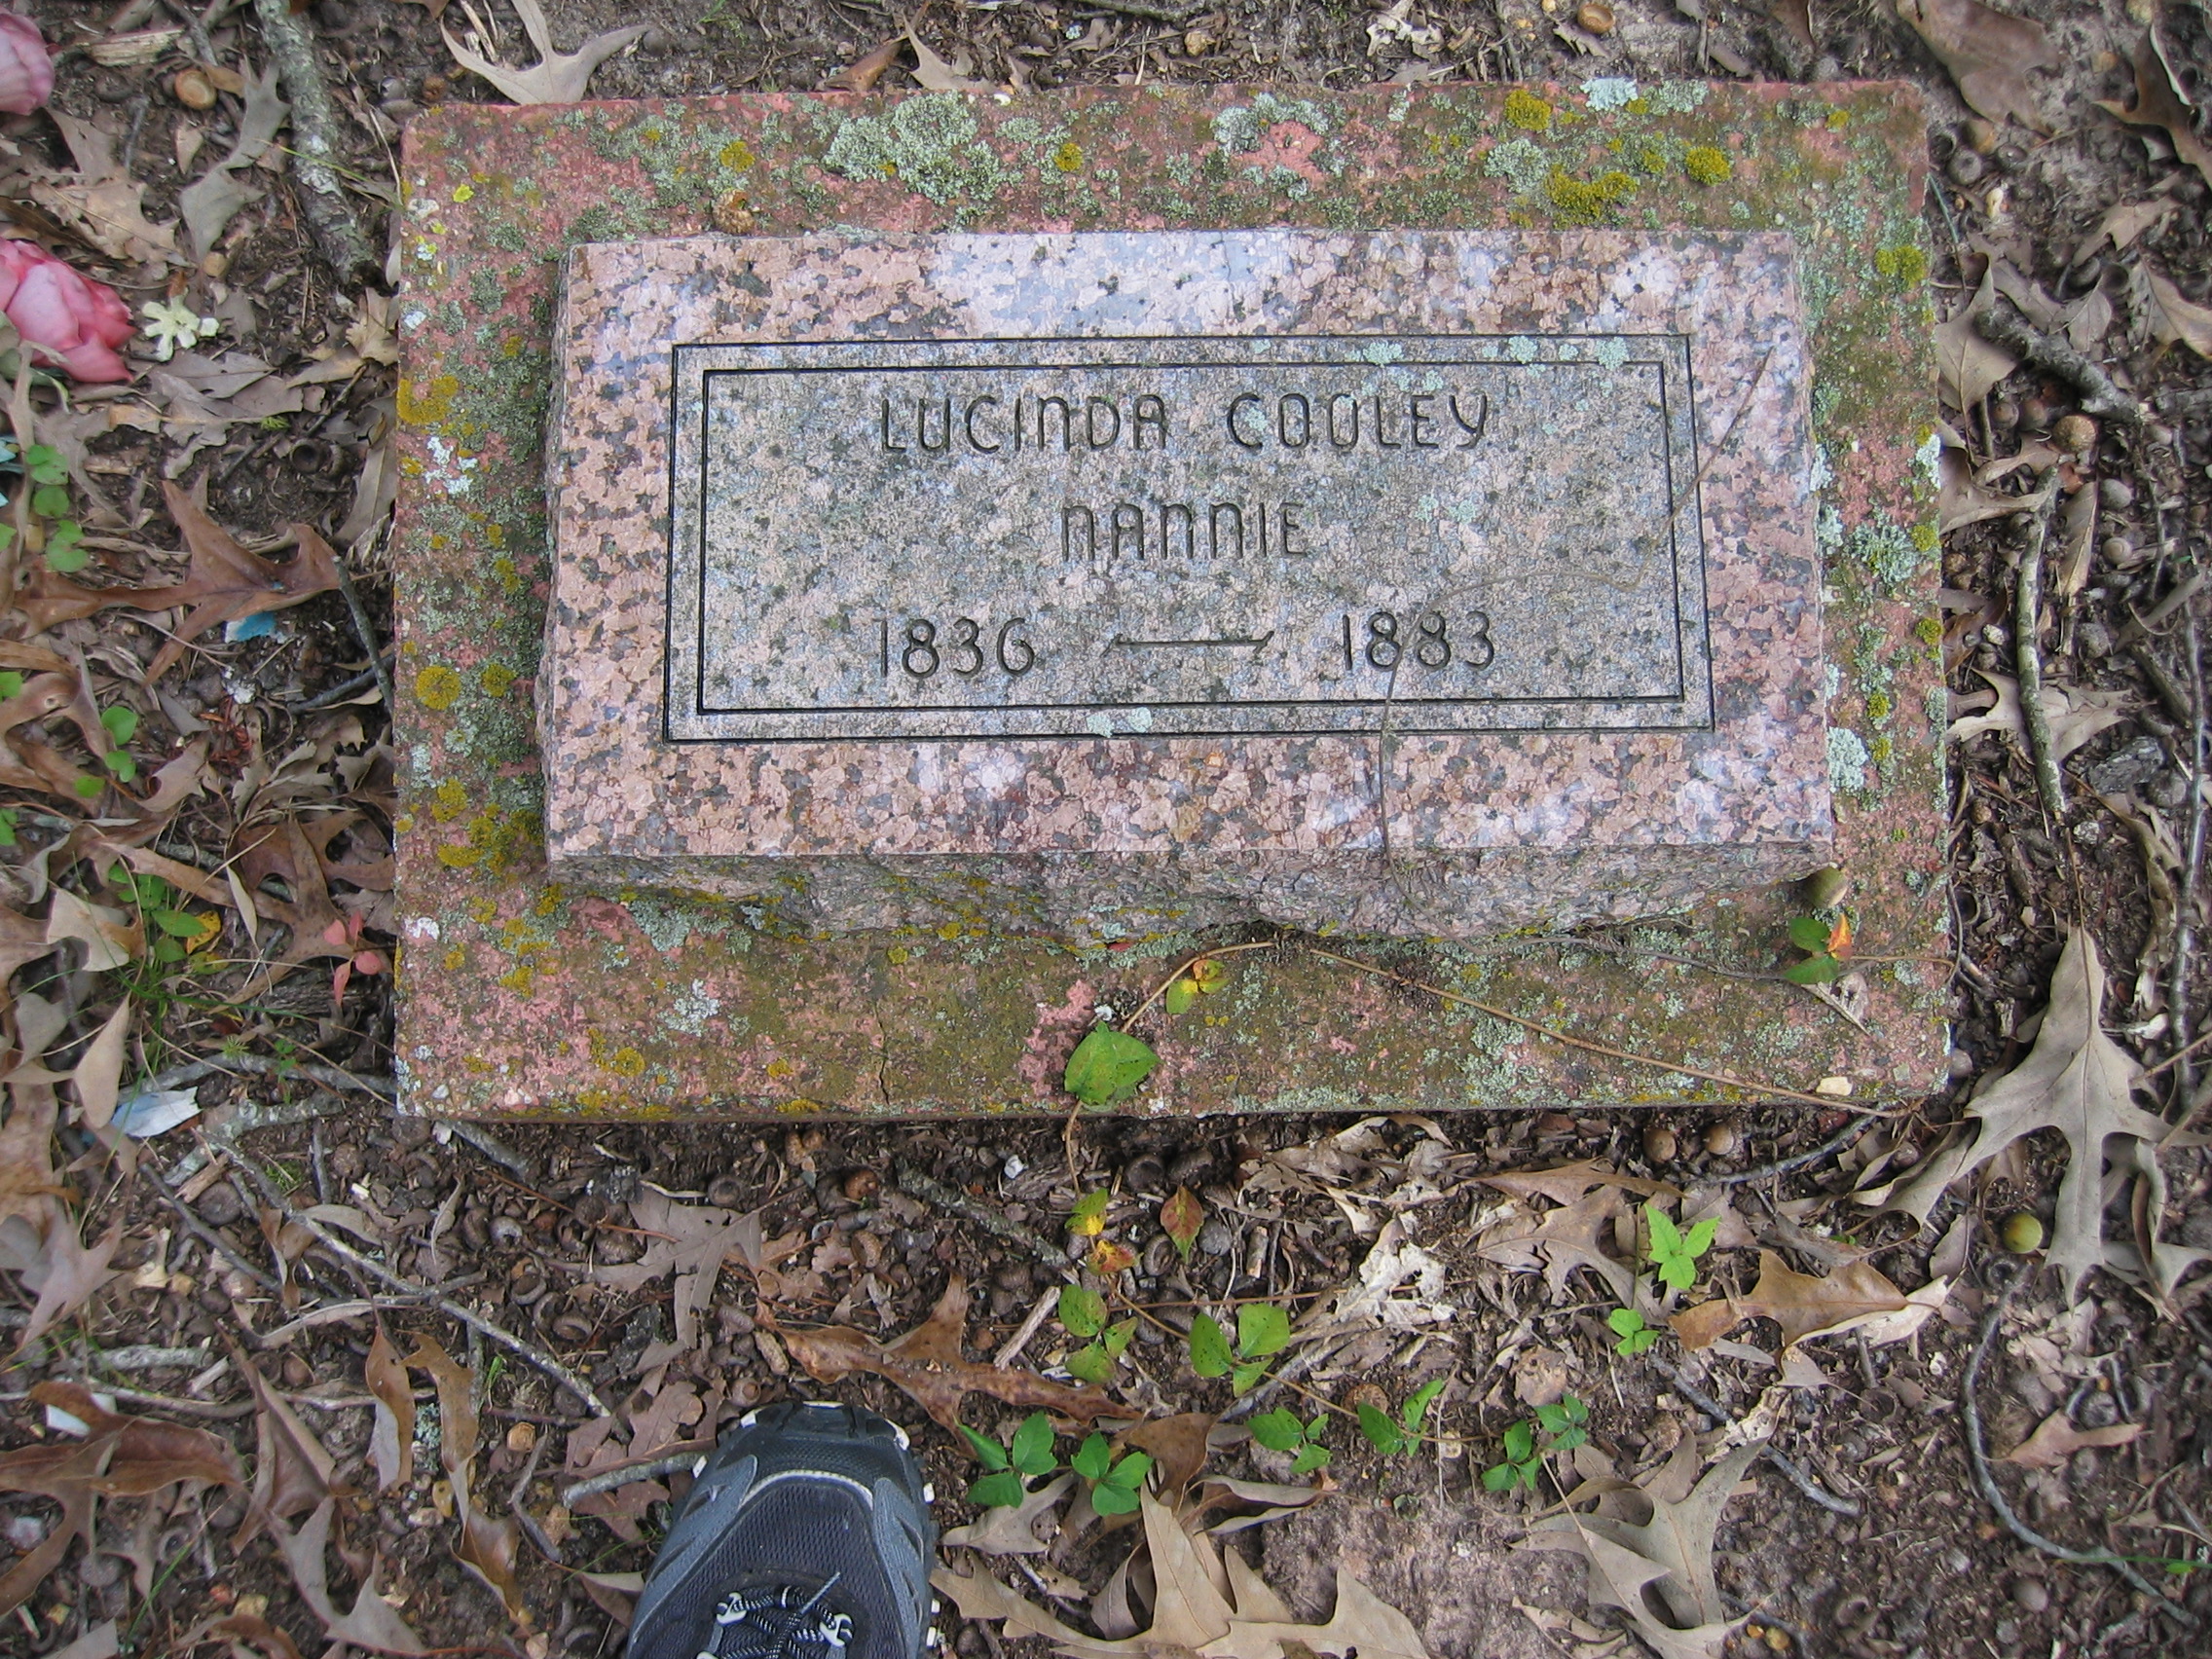 LUCINDA COOLEY
NANNIE
1836 — 1883